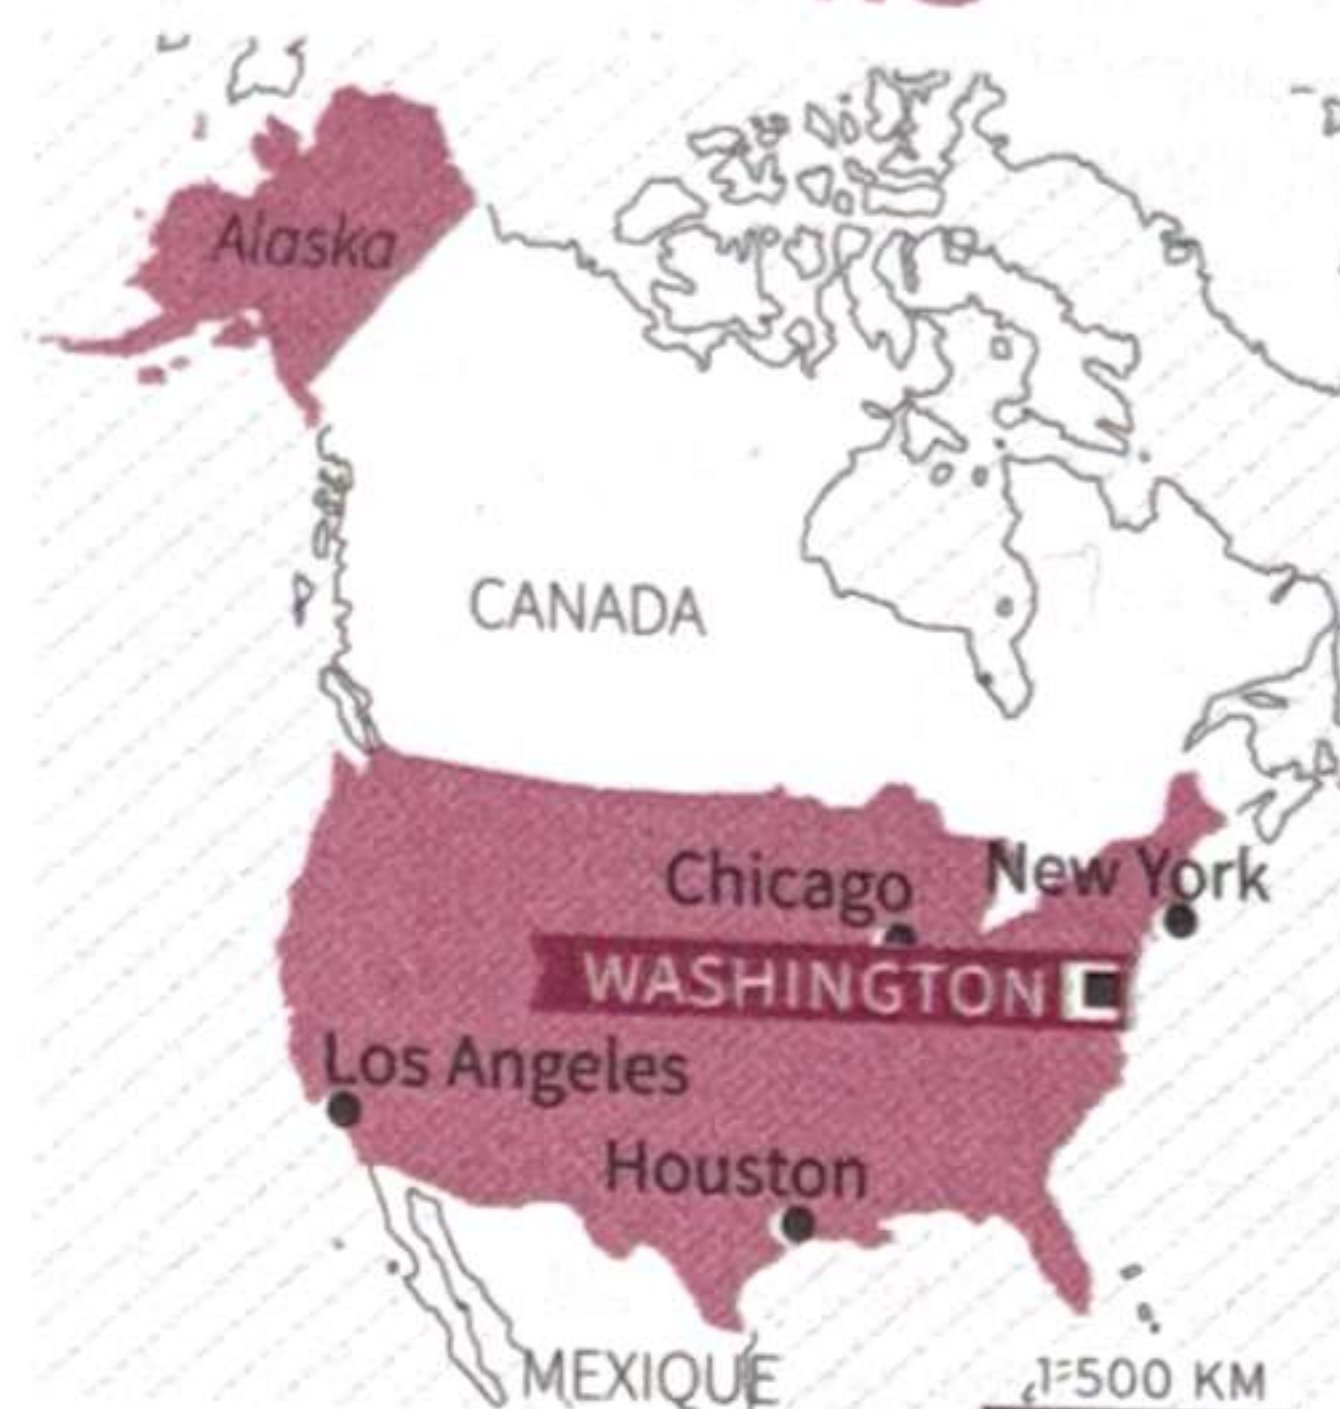 Alaska
CANADA
Chicago
New York
WASHINGTON
Los Angeles
Houston
MEXIQUE
1 500 KM